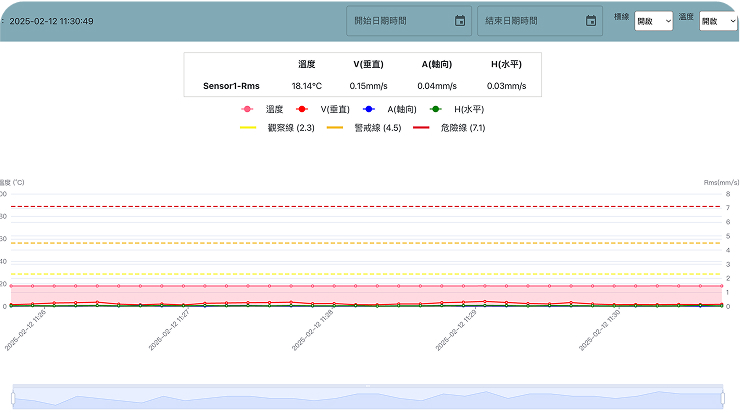 : 2025-02-12 11:30:49 開始日期時間 結束日期時間 標線 開啟 溫度 開啟
溫度 V(垂直) A(軸向) H(水平)
Sensor1-Rms 18.14°C 0.15mm/s 0.04mm/s 0.03mm/s
溫度 V(垂直) A(軸向) H(水平)
觀察線 (2.3) 警戒線 (4.5) 危險線 (7.1)
溫度 (°C) Rms(mm/s)
00 8
7
80 6
5
60 4
40 3
2
20 1
0 0
2025-02-12 11:26 2025-02-12 11:27 2025-02-12 11:28 2025-02-12 11:29 2025-02-12 11:30